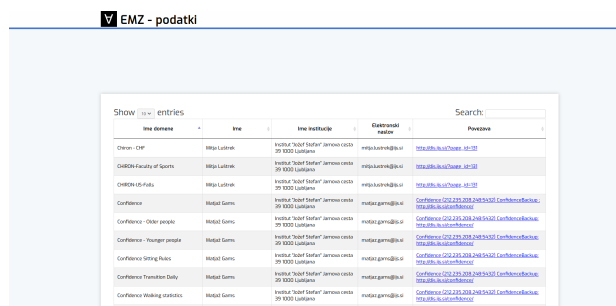 ∀ EMZ - podatki
Show 10 entries Search:
Ime domene Ime Ime Institucije Elektronski naslov Povezava
Chiron - CHF Mitja Luštrek Institut "Jožef Stefan" Jamova cesta 39 1000 Ljubljana mitja.lustrek@ijs.si http://dis.ijs.si/?page_id=131
CHIRON-Faculty of Sports Mitja Luštrek Institut "Jožef Stefan" Jamova cesta 39 1000 Ljubljana mitja.lustrek@ijs.si http://dis.ijs.si/?page_id=131
CHIRON-IJS-Falls Mitja Luštrek Institut "Jožef Stefan" Jamova cesta 39 1000 Ljubljana mitja.lustrek@ijs.si http://dis.ijs.si/?page_id=131
Confidence Matjaž Gams Institut "Jožef Stefan" Jamova cesta 39 1000 Ljubljana matjaz.gams@ijs.si Confidence (212.235.208.248:5432) ConfidenceBackup ; http://dis.ijs.si/confidence/
Confidence - Older people Matjaž Gams Institut "Jožef Stefan" Jamova cesta 39 1000 Ljubljana matjaz.gams@ijs.si Confidence (212.235.208.248:5432) ConfidenceBackup; http://dis.ijs.si/confidence/
Confidence - Younger people Matjaž Gams Institut "Jožef Stefan" Jamova cesta 39 1000 Ljubljana matjaz.gams@ijs.si Confidence (212.235.208.248:5432) ConfidenceBackup; http://dis.ijs.si/confidence/
Confidence Sitting Rules Matjaž Gams Institut "Jožef Stefan" Jamova cesta 39 1000 Ljubljana matjaz.gams@ijs.si Confidence (212.235.208.248:5432) ConfidenceBackup; http://dis.ijs.si/confidence/
Confidence Transition Daily Matjaž Gams Institut "Jožef Stefan" Jamova cesta 39 1000 Ljubljana matjaz.gams@ijs.si Confidence (212.235.208.248:5432) ConfidenceBackup; http://dis.ijs.si/confidence/
Confidence Walking statistics Matjaž Gams Institut "Jožef Stefan" Jamova cesta 39 1000 Ljubljana matjaz.gams@ijs.si Confidence (212.235.208.248:5432) ConfidenceBackup; http://dis.ijs.si/confidence/